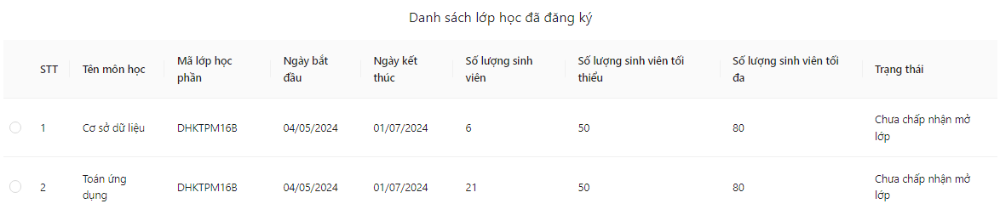 Danh sách lớp học đã đăng ký
STT Tên môn học Mã lớp học phần Ngày bắt đầu Ngày kết thúc Số lượng sinh viên Số lượng sinh viên tối thiểu Số lượng sinh viên tối đa Trạng thái
1 Cơ sở dữ liệu DHKTPM16B 04/05/2024 01/07/2024 6 50 80 Chưa chấp nhận mở lớp
2 Toán ứng dụng DHKTPM16B 04/05/2024 01/07/2024 21 50 80 Chưa chấp nhận mở lớp